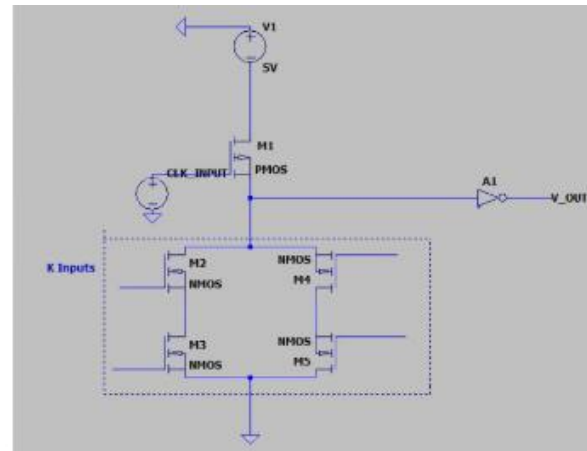 V1
5V
M1
CLK_INPUT
PMOS
A1
V_OUT
K Inputs
M2
NMOS
NMOS
M4
M3
NMOS
NMOS
M5